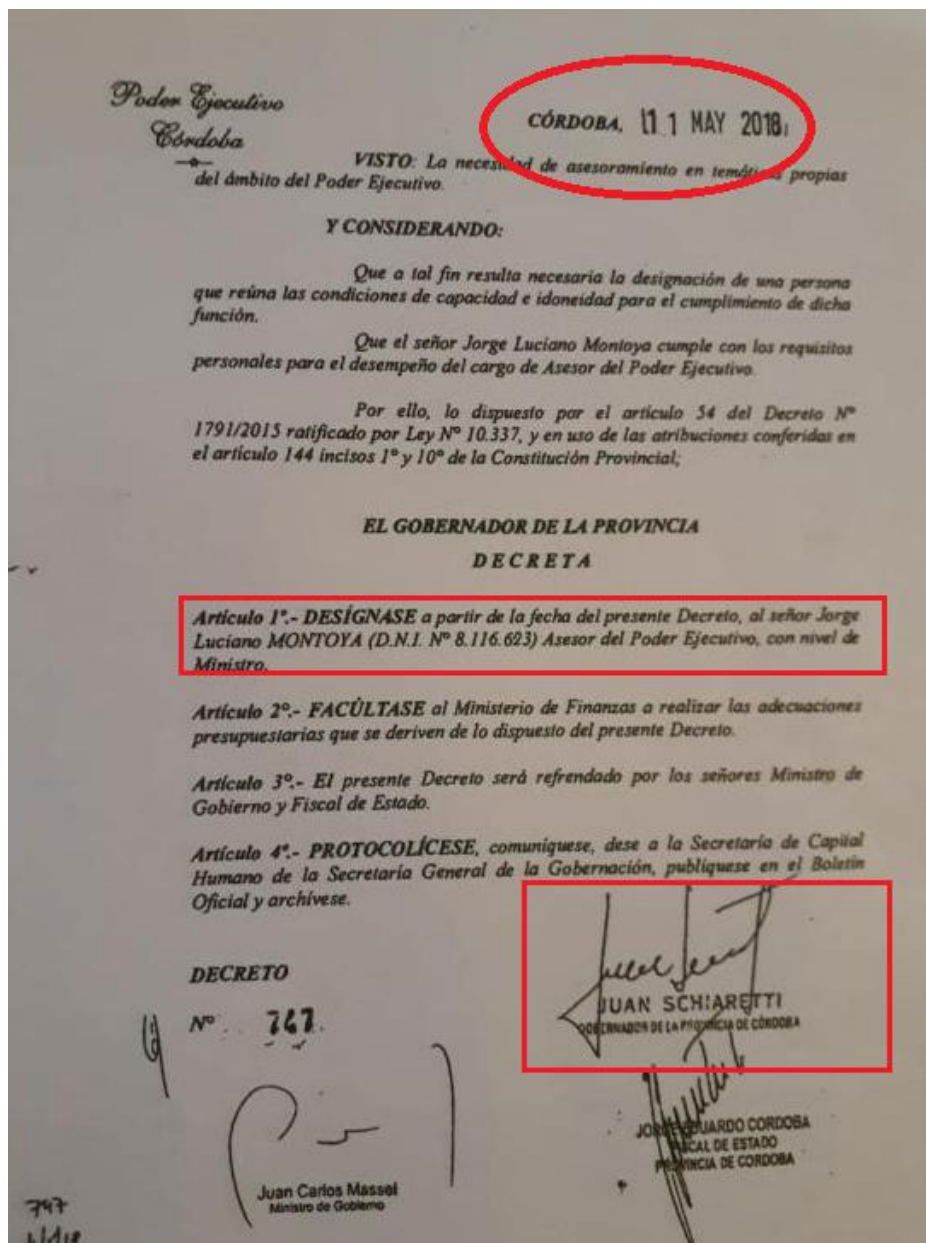 Poder Ejecutivo
Córdoba
CÓRDOBA, 11 MAY 2018
VISTO: La necesidad de asesoramiento en temáticas propias
del ámbito del Poder Ejecutivo.
Y CONSIDERANDO:
Que a tal fin resulta necesaria la designación de una persona
que reúna las condiciones de capacidad e idoneidad para el cumplimiento de dicha
función.
Que el señor Jorge Luciano Montoya cumple con los requisitos
personales para el desempeño del cargo de Asesor del Poder Ejecutivo.
Por ello, lo dispuesto por el artículo 54 del Decreto Nº
1791/2015 ratificado por Ley Nº 10.337, y en uso de las atribuciones conferidas en
el artículo 144 incisos 1º y 10º de la Constitución Provincial;
EL GOBERNADOR DE LA PROVINCIA
DECRETA
Artículo 1º.- DESÍGNASE a partir de la fecha del presente Decreto, al señor Jorge
Luciano MONTOYA (D.N.I. Nº 8.116.623) Asesor del Poder Ejecutivo, con nivel de
Ministro.
Artículo 2º.- FACÚLTASE al Ministerio de Finanzas a realizar las adecuaciones
presupuestarias que se deriven de lo dispuesto del presente Decreto.
Artículo 3º.- El presente Decreto será refrendado por los señores Ministro de
Gobierno y Fiscal de Estado.
Artículo 4º.- PROTOCOLÍCESE, comuníquese, dese a la Secretaría de Capital
Humano de la Secretaría General de la Gobernación, publíquese en el Boletín
Oficial y archívese.
DECRETO
Nº
JUAN SCHIARETTI
GOBERNADOR DE LA PROVINCIA DE CÓRDOBA
JORGE EDUARDO CORDOBA
FISCAL DE ESTADO
PROVINCIA DE CORDOBA
Juan Carlos Massei
Ministro de Gobierno